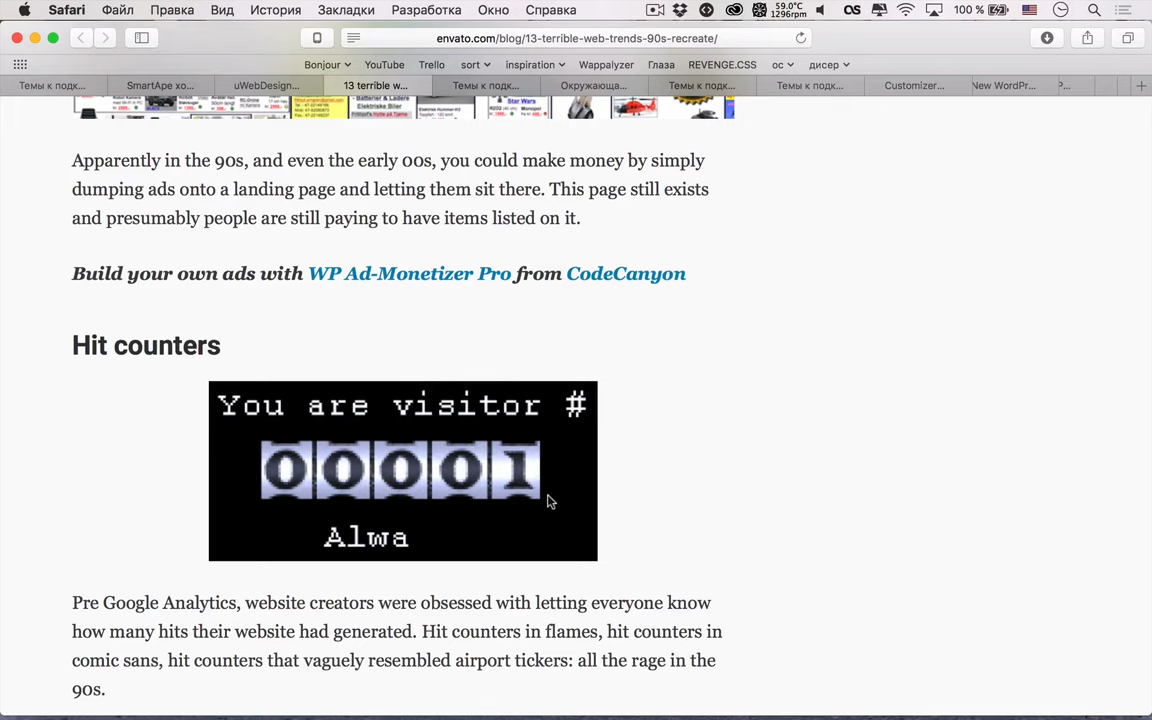 Safari Файл Правка Вид История Закладки Разработка Окно Справка 59.0°C 1296rpm 100 %
envato.com/blog/13-terrible-web-trends-90s-recreate/
Bonjour YouTube Trello sort inspiration Wappalyzer Глаза REVENGE.CSS ос дисер
Темы к подк... SmartApe хо... uWebDesign... 13 terrible w... Темы к подк... Окружающа... Темы к подк... Темы к подк... Customizer... New WordPr...
Apparently in the 90s, and even the early 00s, you could make money by simply
dumping ads onto a landing page and letting them sit there. This page still exists
and presumably people are still paying to have items listed on it.
Build your own ads with WP Ad-Monetizer Pro from CodeCanyon
Hit counters
You are visitor #
00001
Alwa
Pre Google Analytics, website creators were obsessed with letting everyone know
how many hits their website had generated. Hit counters in flames, hit counters in
comic sans, hit counters that vaguely resembled airport tickers: all the rage in the
90s.